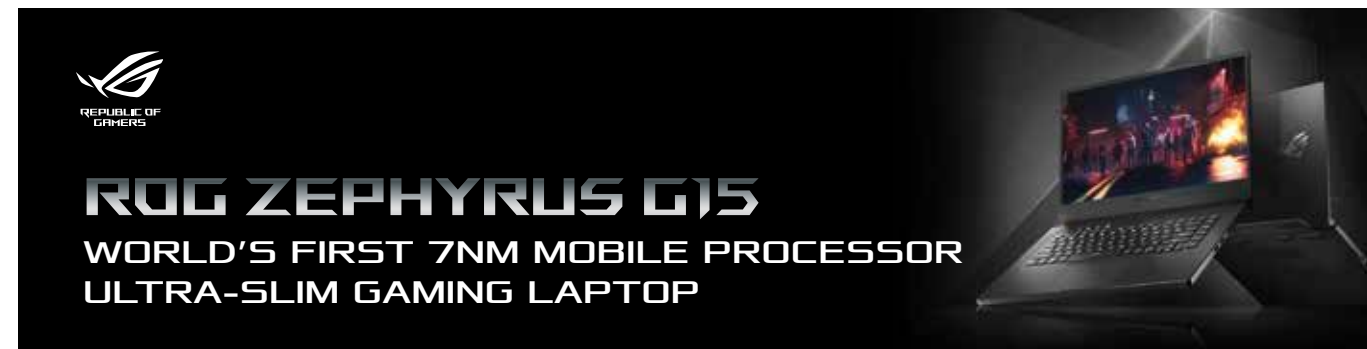 REPUBLIC OF
GAMERS
ROG ZEPHYRUS G15
WORLD'S FIRST 7NM MOBILE PROCESSOR
ULTRA-SLIM GAMING LAPTOP